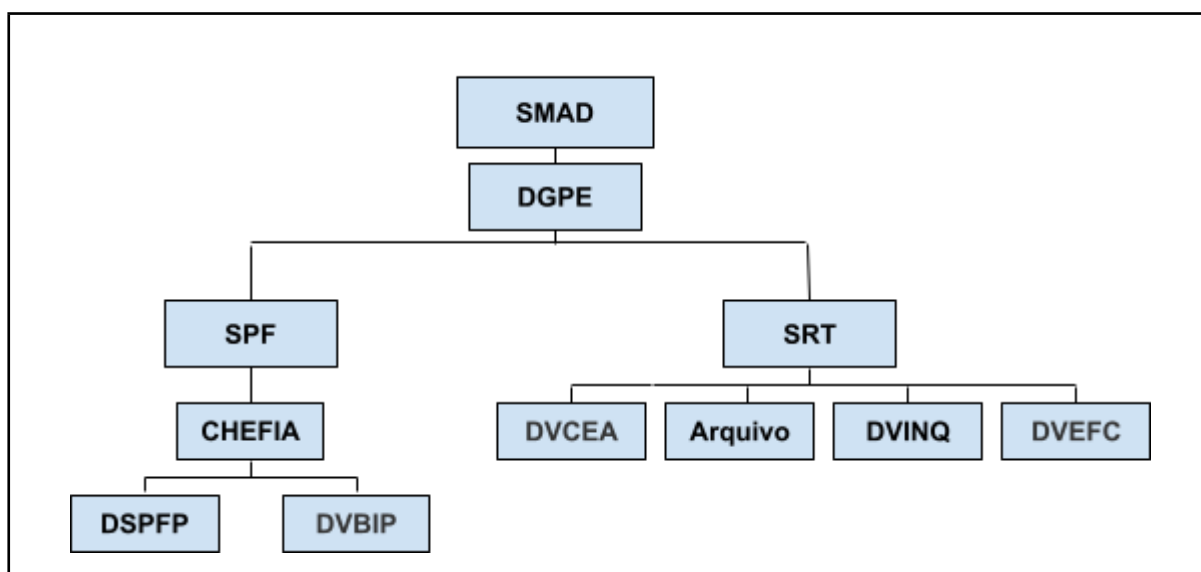 SMAD
DGPE
SPF
SRT
CHEFIA
DVCEA
Arquivo
DVINQ
DVEFC
DSPFP
DVBIP